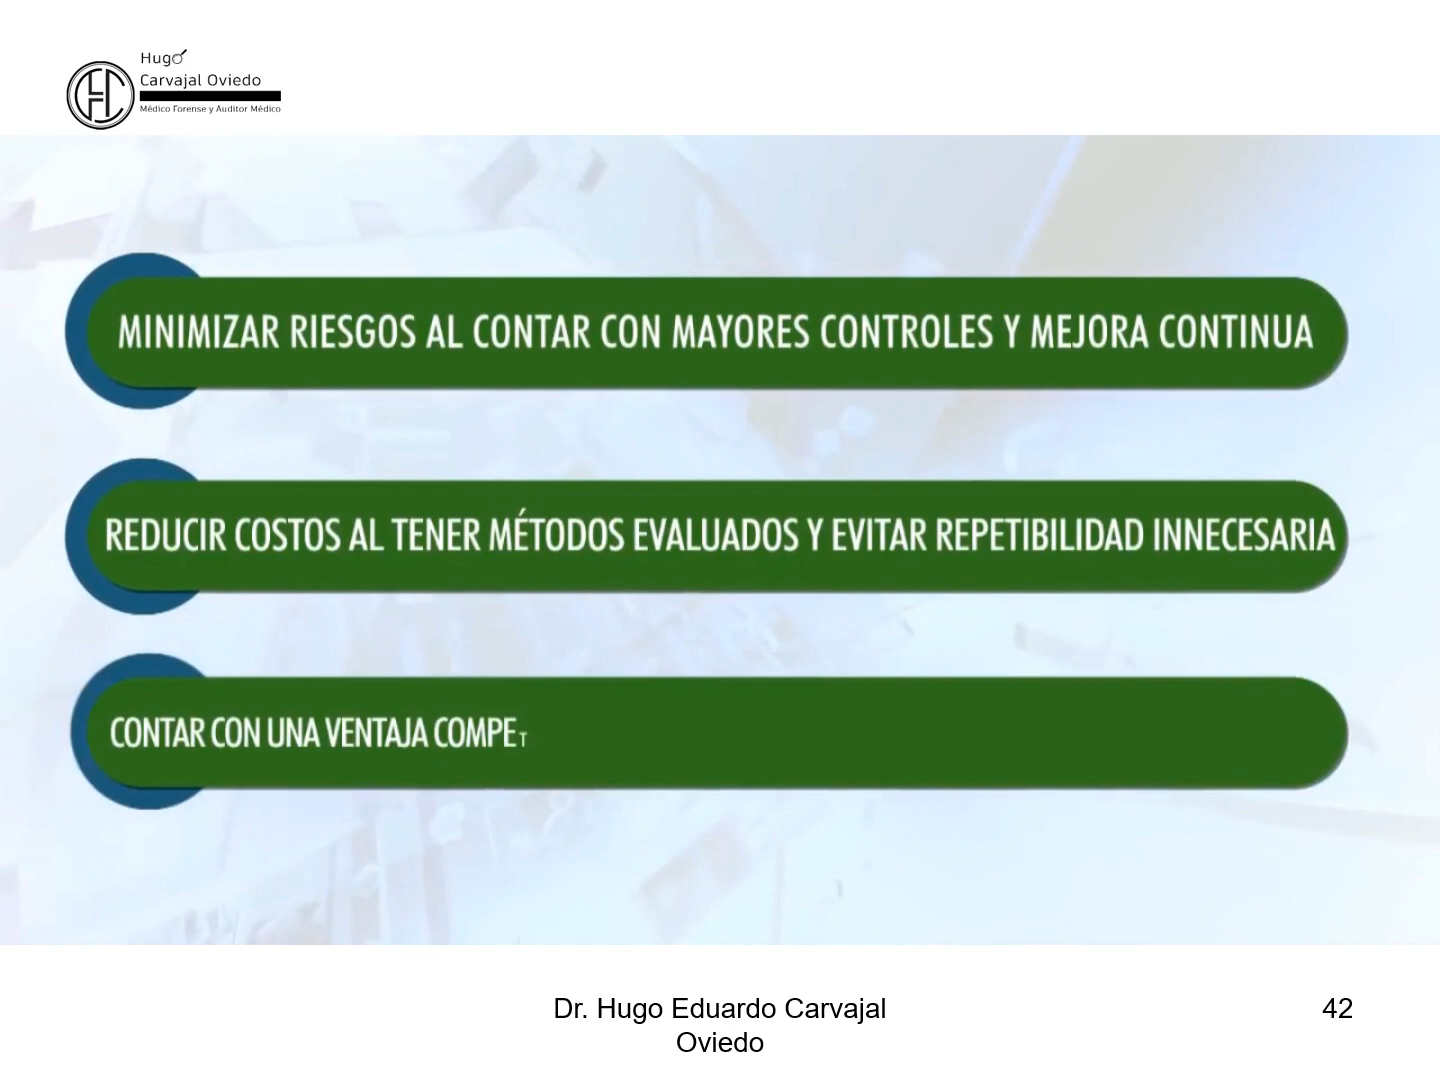 Hugo
Carvajal Oviedo
Médico Forense y Auditor Médico
MINIMIZAR RIESGOS AL CONTAR CON MAYORES CONTROLES Y MEJORA CONTINUA
REDUCIR COSTOS AL TENER MÉTODOS EVALUADOS Y EVITAR REPETIBILIDAD INNECESARIA
CONTAR CON UNA VENTAJA COMPET
Dr. Hugo Eduardo Carvajal
Oviedo
42